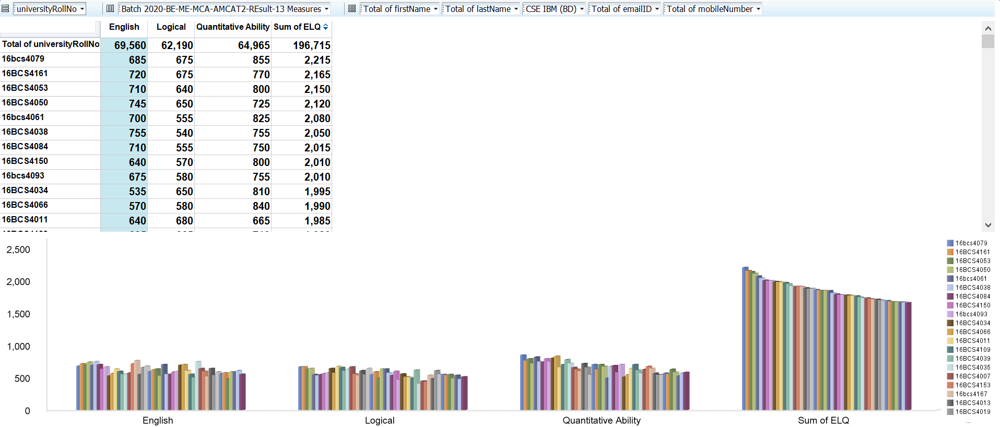 universityRollNo Batch 2020-BE-ME-MCA-AMCAT2-REsult-13 Measures Total of firstName Total of lastName CSE IBM (BD) Total of emailID Total of mobileNumber
English Logical Quantitative Ability Sum of ELQ
Total of universityRollNo 69,560 62,190 64,965 196,715
16bcs4079 685 675 855 2,215
16BCS4161 720 675 770 2,165
16BCS4053 710 640 800 2,150
16BCS4050 745 650 725 2,120
16bcs4061 700 555 825 2,080
16BCS4038 755 540 755 2,050
16BCS4084 710 555 750 2,015
16BCS4150 640 570 800 2,010
16bcs4093 675 580 755 2,010
16BCS4034 535 650 810 1,995
16BCS4066 570 580 840 1,990
16BCS4011 640 680 665 1,985
2,500
2,000
1,500
1,000
500
0
English Logical Quantitative Ability Sum of ELQ
16bcs4079
16BCS4161
16BCS4053
16BCS4050
16bcs4061
16BCS4038
16BCS4084
16BCS4150
16bcs4093
16BCS4034
16BCS4066
16BCS4011
16BCS4109
16BCS4039
16BCS4035
16BCS4007
16BCS4153
16bcs4167
16BCS4013
16BCS4019
...